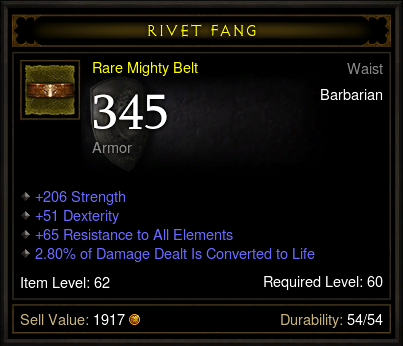 RIVET FANG
Rare Mighty Belt
Waist
345
Barbarian
Armor
+206 Strength
+51 Dexterity
+65 Resistance to All Elements
2.80% of Damage Dealt Is Converted to Life
Item Level: 62
Required Level: 60
Sell Value: 1917
Durability: 54/54